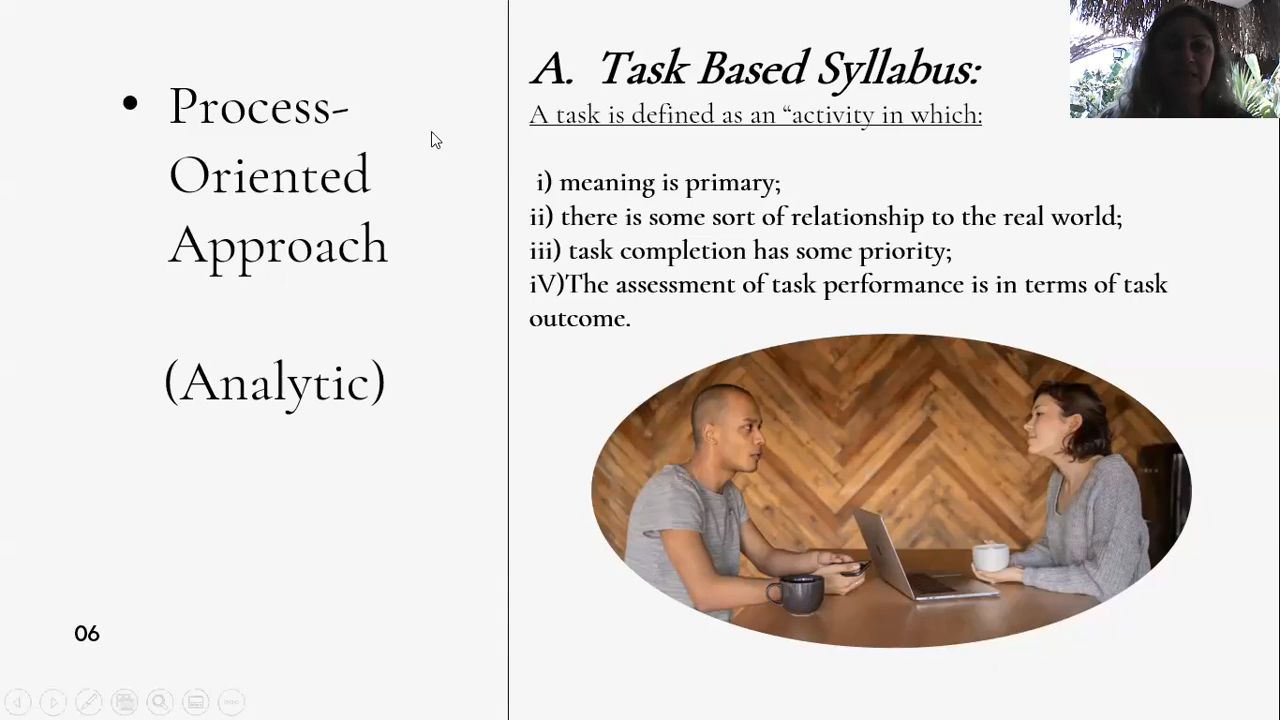 • Process-
Oriented
Approach
(Analytic)
06
A. Task Based Syllabus:
A task is defined as an “activity in which:
i) meaning is primary;
ii) there is some sort of relationship to the real world;
iii) task completion has some priority;
iV)The assessment of task performance is in terms of task
outcome.